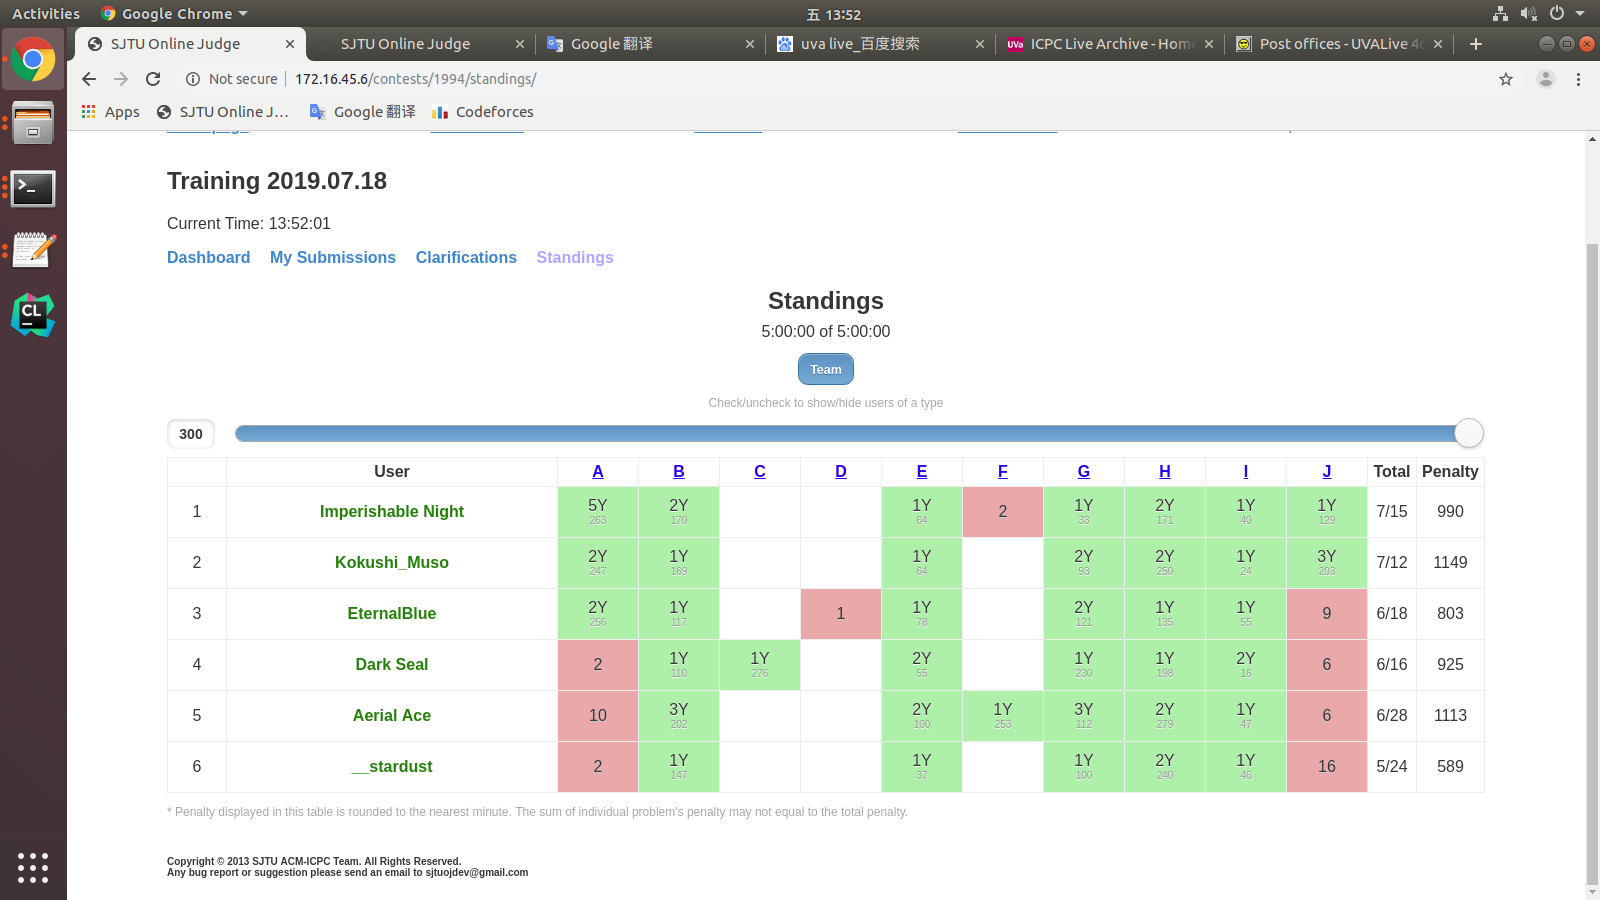 Activities Google Chrome 五 13:52
SJTU Online Judge SJTU Online Judge Google 翻译 uva live_百度搜索 ICPC Live Archive - Home Post offices - UVALive
Not secure 172.16.45.6/contests/1994/standings/
Apps SJTU Online J... Google 翻译 Codeforces
Training 2019.07.18
Current Time: 13:52:01
Dashboard My Submissions Clarifications Standings
Standings
5:00:00 of 5:00:00
Team
Check/uncheck to show/hide users of a type
300
User A B C D E F G H I J Total Penalty
1 Imperishable Night 5Y 263 2Y 170 1Y 64 2 1Y 33 2Y 171 1Y 40 1Y 129 7/15 990
2 Kokushi_Muso 2Y 247 1Y 169 1Y 64 2Y 93 2Y 250 1Y 24 3Y 203 7/12 1149
3 EternalBlue 2Y 256 1Y 117 1 1Y 78 2Y 121 1Y 135 1Y 55 9 6/18 803
4 Dark Seal 2 1Y 110 1Y 276 2Y 55 1Y 230 1Y 198 2Y 16 6 6/16 925
5 Aerial Ace 10 3Y 202 2Y 100 1Y 253 3Y 112 2Y 279 1Y 47 6 6/28 1113
6 __stardust 2 1Y 147 1Y 37 1Y 100 2Y 240 1Y 46 16 5/24 589
* Penalty displayed in this table is rounded to the nearest minute. The sum of individual problem's penalty may not equal to the total penalty.
Copyright © 2013 SJTU ACM-ICPC Team. All Rights Reserved.
Any bug report or suggestion please send an email to sjtuojdev@gmail.com